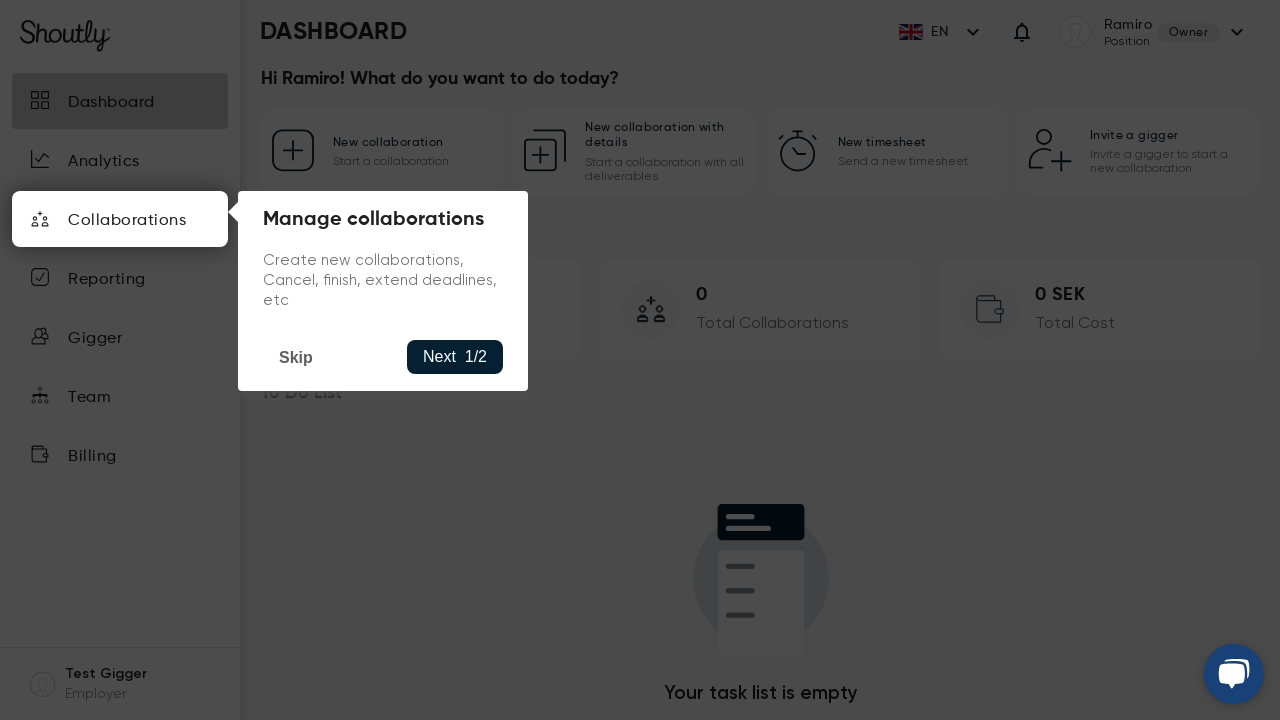 Shoutly
DASHBOARD
EN
Ramiro
Position
Owner
Hi Ramiro! What do you want to do today?
Dashboard
Analytics
Collaborations
Reporting
Gigger
Team
Billing
New collaboration
Start a collaboration
New collaboration with
details
Start a collaboration with all
deliverables
New timesheet
Send a new timesheet
Invite a gigger
Invite a gigger to start a
new collaboration
Manage collaborations
Create new collaborations,
Cancel, finish, extend deadlines,
etc
Skip
Next 1/2
0
Total Collaborations
0 SEK
Total Cost
To Do List
Your task list is empty
Test Gigger
Employer